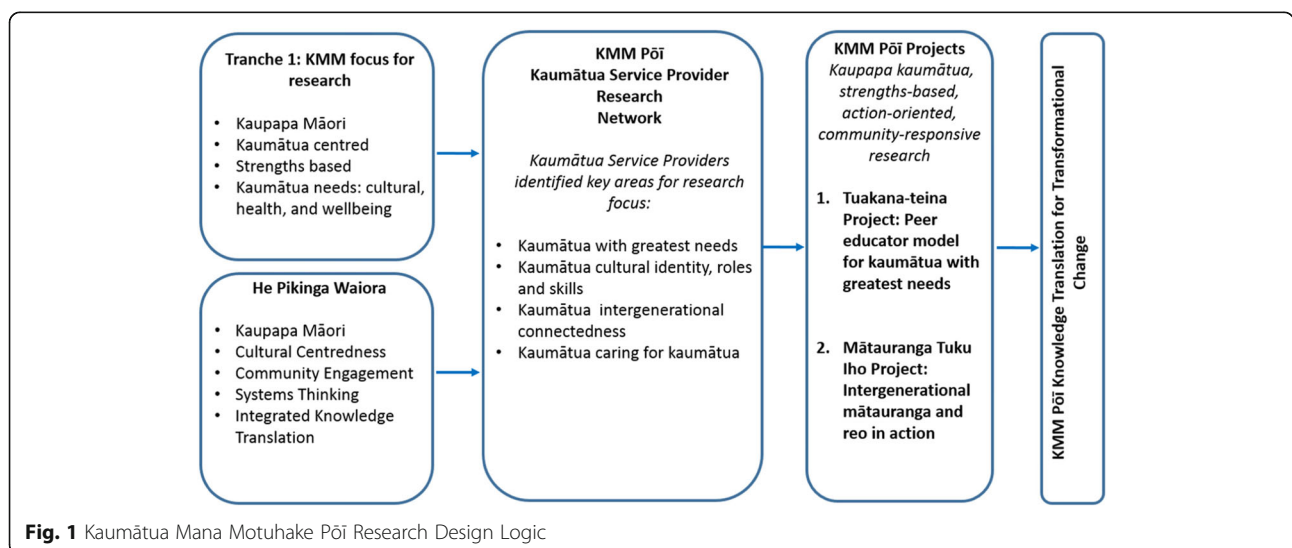 Tranche 1: KMM focus for
research
• Kaupapa Māori
• Kaumātua centred
• Strengths based
• Kaumātua needs: cultural,
health, and wellbeing
He Pikinga Waiora
• Kaupapa Māori
• Cultural Centredness
• Community Engagement
• Systems Thinking
• Integrated Knowledge
Translation
KMM Pōī
Kaumātua Service Provider
Research
Network
Kaumātua Service Providers
identified key areas for research
focus:
• Kaumātua with greatest needs
• Kaumātua cultural identity, roles
and skills
• Kaumātua intergenerational
connectedness
• Kaumātua caring for kaumātua
KMM Pōī Projects
Kaupapa kaumātua,
strengths-based,
action-oriented,
community-responsive
research
1. Tuakana-teina
Project: Peer
educator model
for kaumātua with
greatest needs
2. Mātauranga Tuku
Iho Project:
Intergenerational
mātauranga and
reo in action
KMM Pōī Knowledge Translation for Transformational
Change
Fig. 1 Kaumātua Mana Motuhake Pōī Research Design Logic